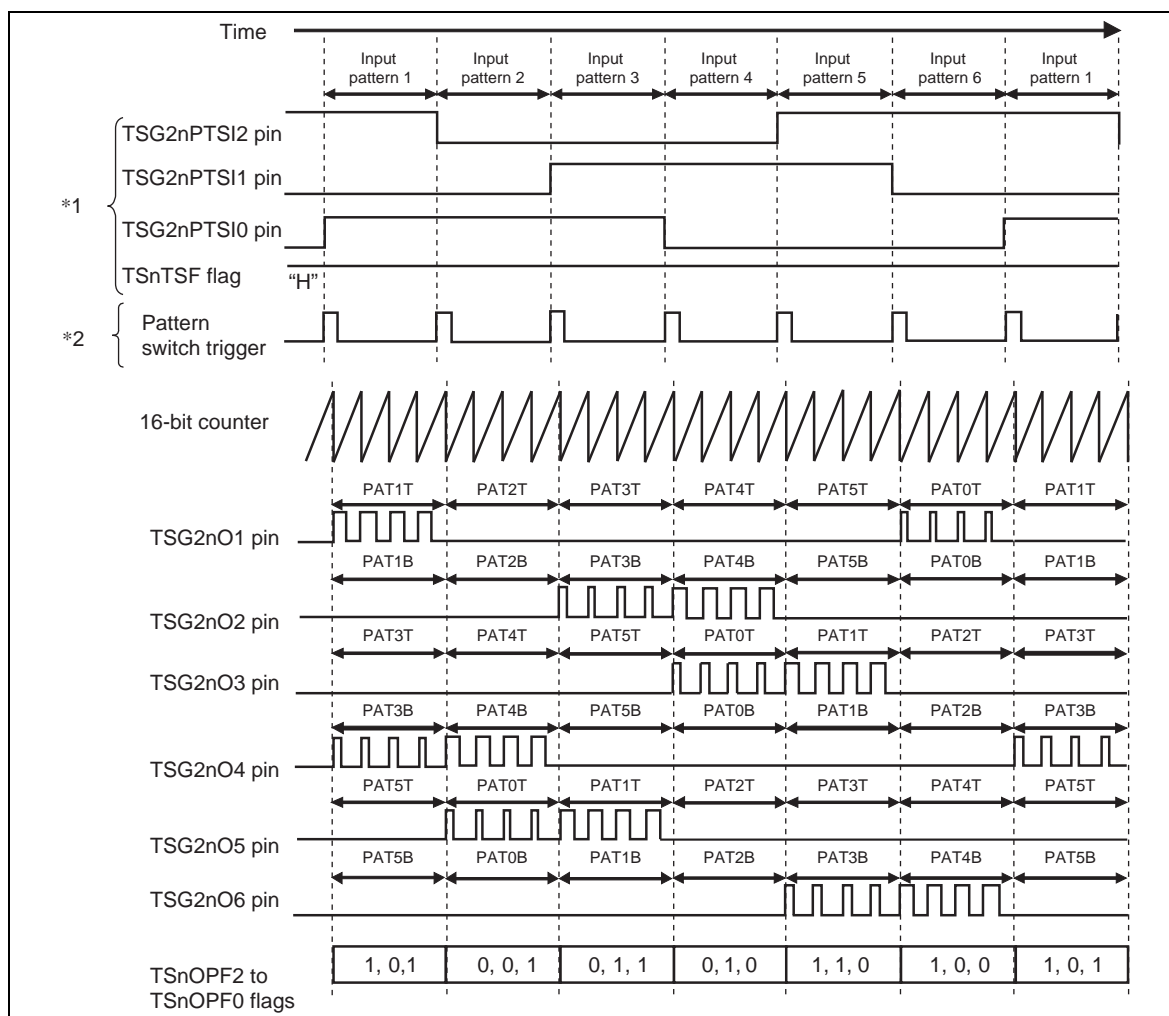 Time
Input pattern 1
Input pattern 2
Input pattern 3
Input pattern 4
Input pattern 5
Input pattern 6
Input pattern 1
*1
TSG2nPTSI2 pin
TSG2nPTSI1 pin
TSG2nPTSI0 pin
TSnTSF flag
“H”
*2
Pattern
switch trigger
16-bit counter
PAT1T PAT2T PAT3T PAT4T PAT5T PAT0T PAT1T
TSG2nO1 pin
PAT1B PAT2B PAT3B PAT4B PAT5B PAT0B PAT1B
TSG2nO2 pin
PAT3T PAT4T PAT5T PAT0T PAT1T PAT2T PAT3T
TSG2nO3 pin
PAT3B PAT4B PAT5B PAT0B PAT1B PAT2B PAT3B
TSG2nO4 pin
PAT5T PAT0T PAT1T PAT2T PAT3T PAT4T PAT5T
TSG2nO5 pin
PAT5B PAT0B PAT1B PAT2B PAT3B PAT4B PAT5B
TSG2nO6 pin
TSnOPF2 to
TSnOPF0 flags
1, 0,1 0, 0, 1 0, 1, 1 0, 1, 0 1, 1, 0 1, 0, 0 1, 0, 1